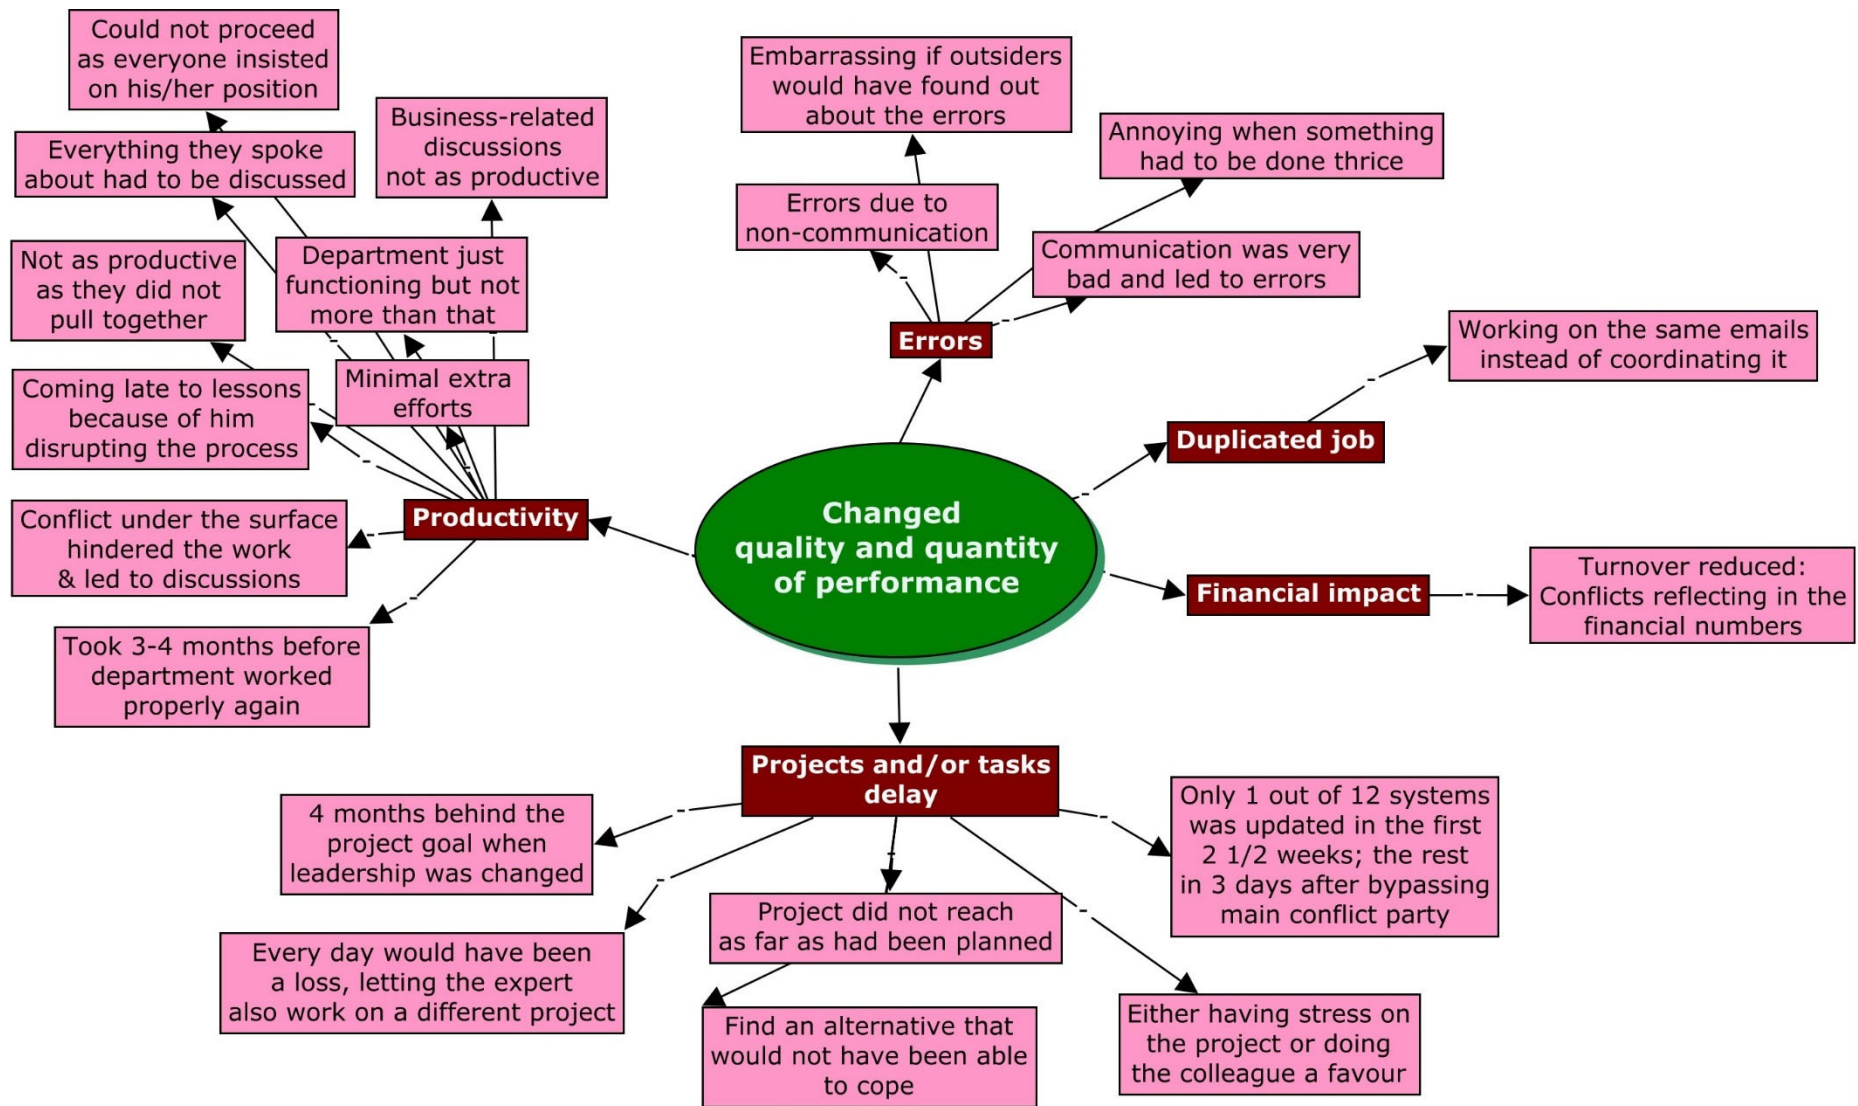 Could not proceed
as everyone insisted
on his/her position
Everything they spoke
about had to be discussed
Business-related
discussions
not as productive
Not as productive
as they did not
pull together
Department just
functioning but not
more than that
Coming late to lessons
because of him
disrupting the process
Minimal extra
efforts
Productivity
Conflict under the surface
hindered the work
& led to discussions
Took 3-4 months before
department worked
properly again
Embarrassing if outsiders
would have found out
about the errors
Annoying when something
had to be done thrice
Errors due to
non-communication
Communication was very
bad and led to errors
Errors
Working on the same emails
instead of coordinating it
Duplicated job
Changed
quality and quantity
of performance
Financial impact
Turnover reduced:
Conflicts reflecting in the
financial numbers
Projects and/or tasks
delay
4 months behind the
project goal when
leadership was changed
Every day would have been
a loss, letting the expert
also work on a different project
Project did not reach
as far as had been planned
Find an alternative that
would not have been able
to cope
Only 1 out of 12 systems
was updated in the first
2 1/2 weeks; the rest
in 3 days after bypassing
main conflict party
Either having stress on
the project or doing
the colleague a favour